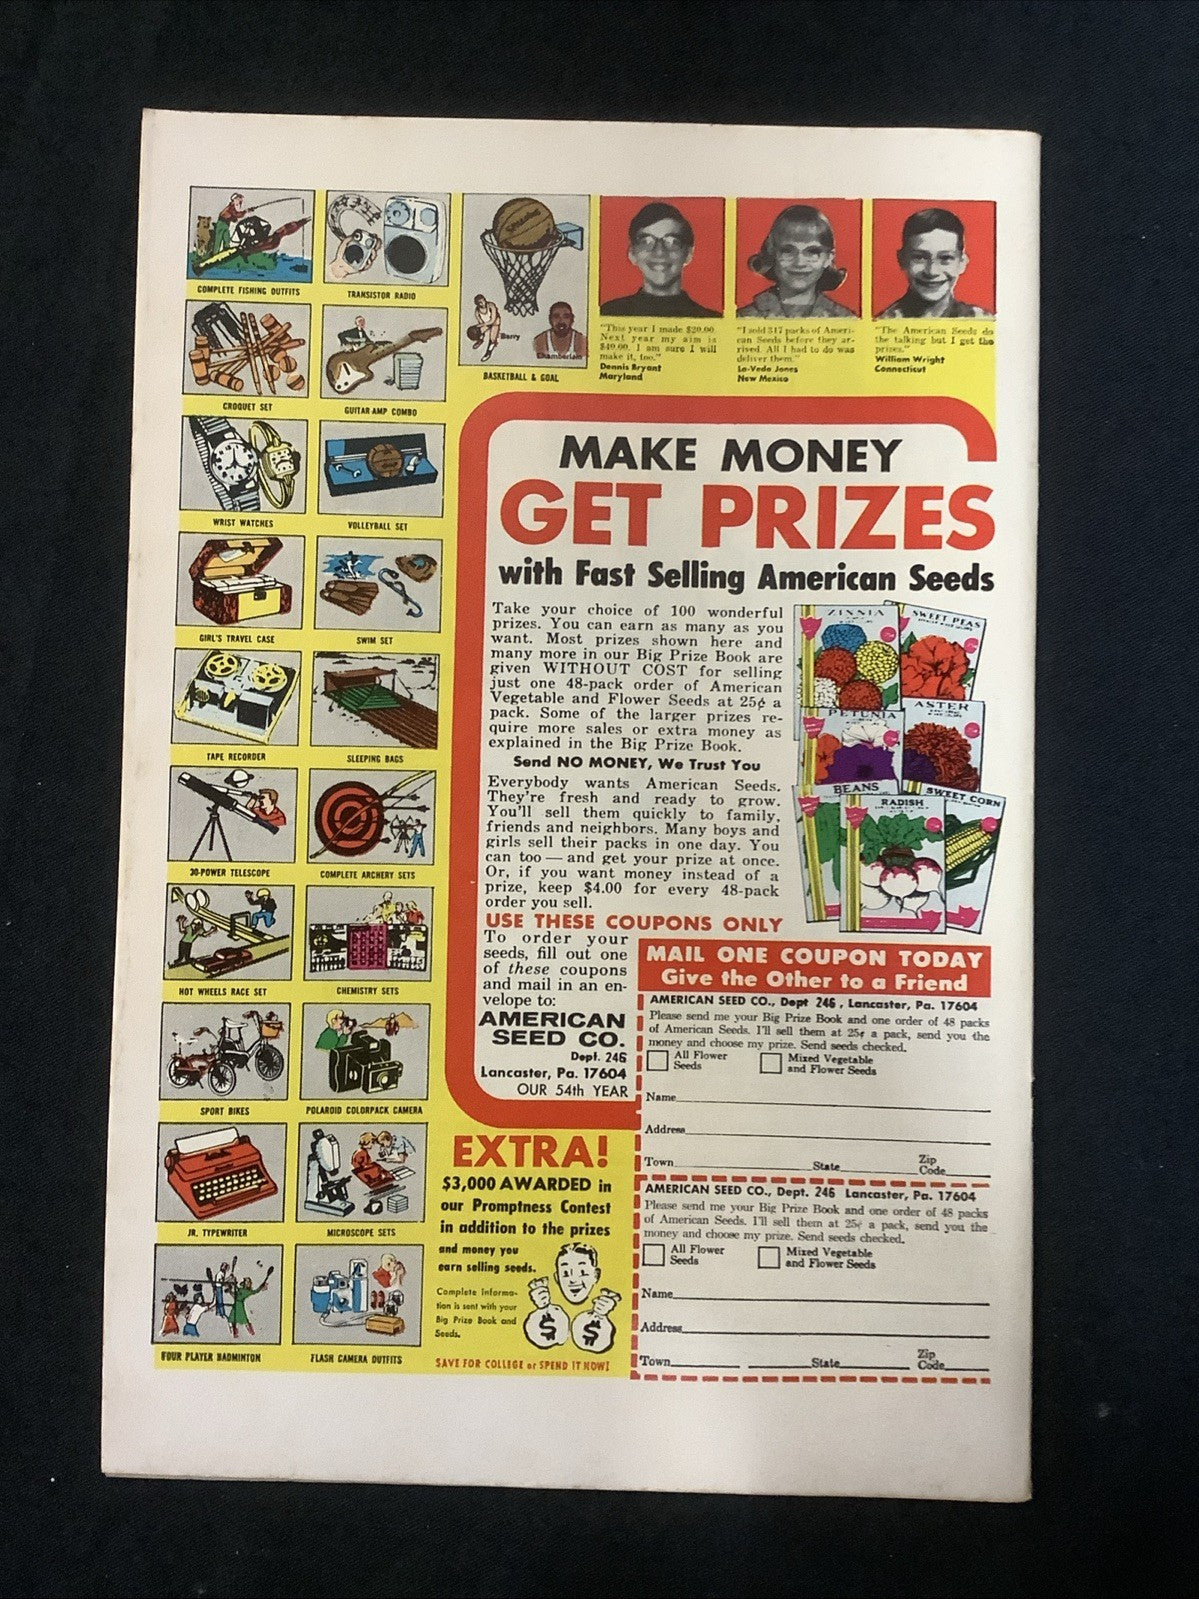 COMPLETE FISHING OUTFITS
TRANSISTOR RADIO
CROQUET SET
GUITAR-AMP COMBO
WRIST WATCHES
VOLLEYBALL SET
GIRL'S TRAVEL CASE
SWIM SET
TAPE RECORDER
SLEEPING BAGS
30-POWER TELESCOPE
COMPLETE ARCHERY SETS
HOT WHEELS RACE SET
CHEMISTRY SETS
SPORT BIKES
POLAROID COLORPACK CAMERA
JR. TYPEWRITER
MICROSCOPE SETS
FOUR PLAYER BADMINTON
FLASH CAMERA OUTFITS
Barry
Chamberlain
BASKETBALL & GOAL
"This year I made $20.00.
Next year my aim is
$40.00. I am sure I will
make it, too."
Dennis Bryant
Maryland
"I sold 317 packs of Ameri-
can Seeds before they ar-
rived. All I had to do was
deliver them."
La-Veda Jones
New Mexico
"The American Seeds do
the talking but I get the
prizes."
William Wright
Connecticut
MAKE MONEY
GET PRIZES
with Fast Selling American Seeds
Take your choice of 100 wonderful
prizes. You can earn as many as you
want. Most prizes shown here and
many more in our Big Prize Book are
given WITHOUT COST for selling
just one 48-pack order of American
Vegetable and Flower Seeds at 25¢ a
pack. Some of the larger prizes re-
quire more sales or extra money as
explained in the Big Prize Book.
Send NO MONEY, We Trust You
Everybody wants American Seeds.
They're fresh and ready to grow.
You'll sell them quickly to family,
friends and neighbors. Many boys and
girls sell their packs in one day. You
can too — and get your prize at once.
Or, if you want money instead of a
prize, keep $4.00 for every 48-pack
order you sell.
ZINNIA
SWEET PEAS
PETUNIA
ASTER
BEANS
RADISH
SWEET CORN
USE THESE COUPONS ONLY
To order your
seeds, fill out one
of these coupons
and mail in an en-
velope to:
AMERICAN
SEED CO.
Dept. 246
Lancaster, Pa. 17604
OUR 54th YEAR
MAIL ONE COUPON TODAY
Give the Other to a Friend
AMERICAN SEED CO., Dept 246, Lancaster, Pa. 17604
Please send me your Big Prize Book and one order of 48 packs
of American Seeds. I'll sell them at 25¢ a pack, send you the
money and choose my prize. Send seeds checked.
All Flower
Seeds
Mixed Vegetable
and Flower Seeds
Name
Address
Town State Zip
Code
AMERICAN SEED CO., Dept. 246 Lancaster, Pa. 17604
Please send me your Big Prize Book and one order of 48 packs
of American Seeds. I'll sell them at 25¢ a pack, send you the
money and choose my prize. Send seeds checked.
All Flower
Seeds
Mixed Vegetable
and Flower Seeds
Name
Address
Town State Zip
Code
EXTRA!
$3,000 AWARDED in
our Promptness Contest
in addition to the prizes
and money you
earn selling seeds.
Complete informa-
tion is sent with your
Big Prize Book and
Seeds.
$ $
SAVE FOR COLLEGE or SPEND IT NOW!